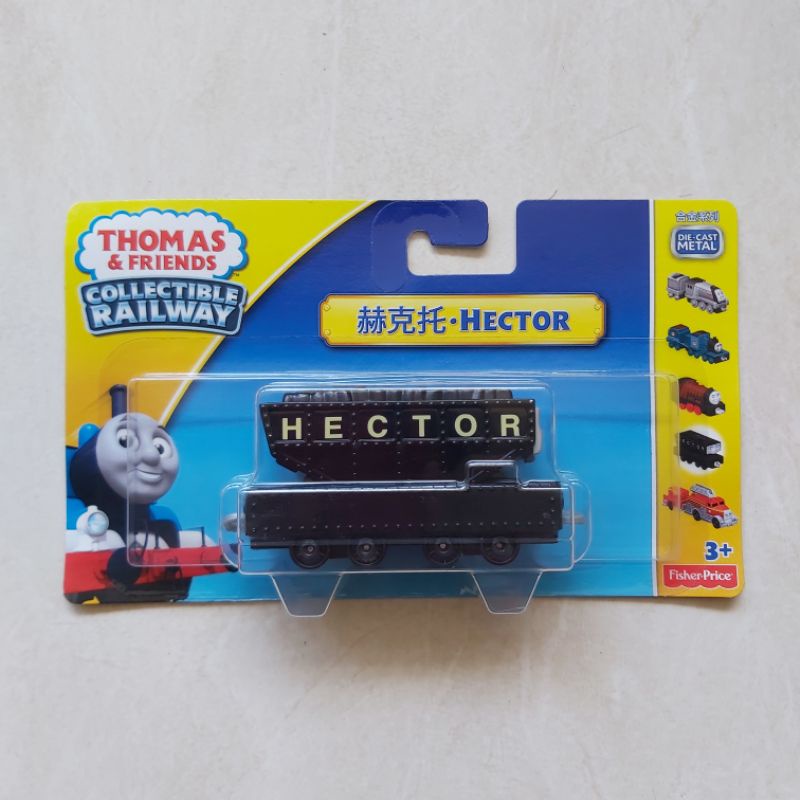 THOMAS
& FRIENDS
™
COLLECTIBLE
RAILWAY
赫克托·HECTOR
合金系列
DIE-CAST
METAL
HECTOR
3+
Fisher-Price